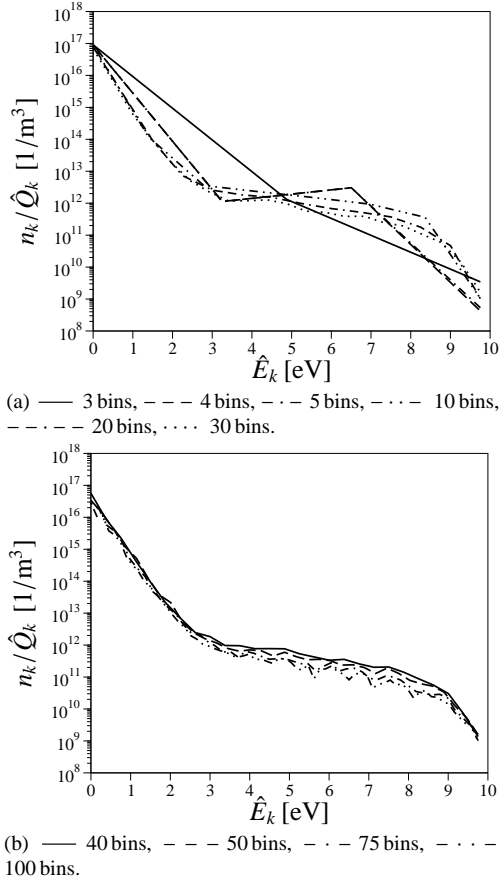 10^18
10^17
10^16
10^15
10^14
10^13
10^12
10^11
10^10
10^9
10^8
n_k/Q̂_k [1/m^3]
0 1 2 3 4 5 6 7 8 9 10
Ê_k [eV]
(a) —— 3 bins, – – – 4 bins, – · – · – 5 bins, – · · – · · – 10 bins,
– – · – · – – 20 bins, · · · · 30 bins.
10^18
10^17
10^16
10^15
10^14
10^13
10^12
10^11
10^10
10^9
10^8
n_k/Q̂_k [1/m^3]
0 1 2 3 4 5 6 7 8 9 10
Ê_k [eV]
(b) —— 40 bins, – – – 50 bins, – · – · – 75 bins, – · · – · ·
100 bins.